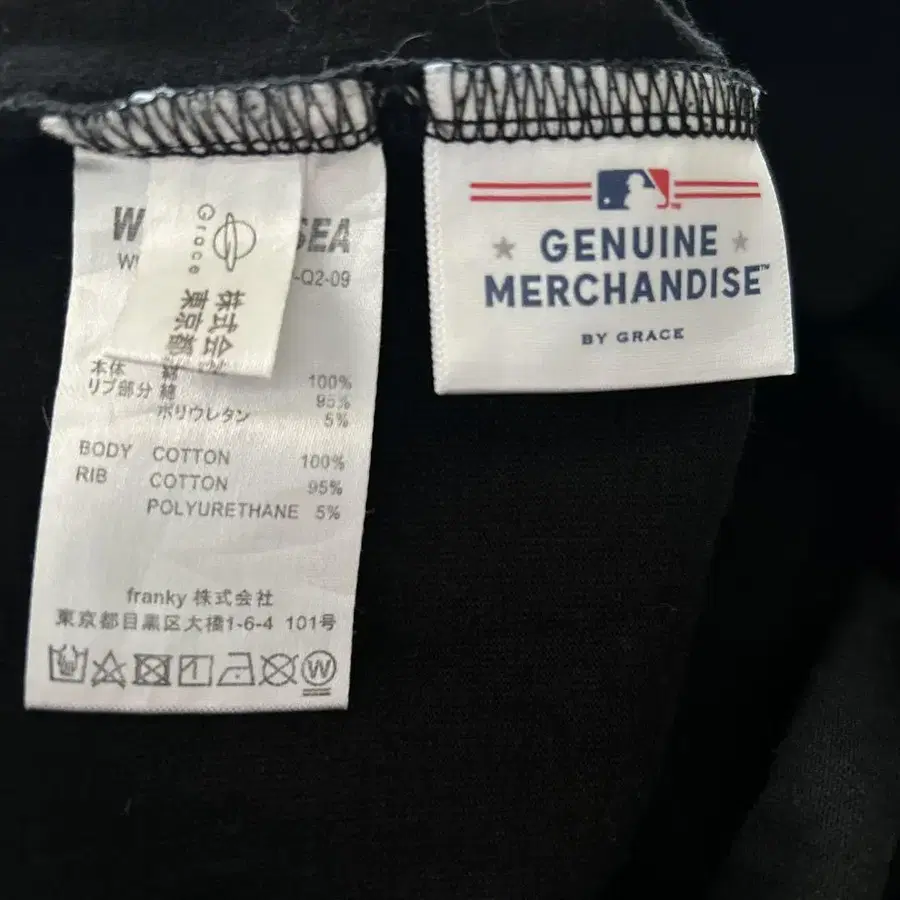 SEA
-Q2-09
Grace
株式会
東京都
本体 綿 100%
リブ部分 綿 95%
ポリウレタン 5%
BODY COTTON 100%
RIB COTTON 95%
POLYURETHANE 5%
franky 株式会社
東京都目黒区大橋1-6-4 101号
W
GENUINE
MERCHANDISE™
BY GRACE